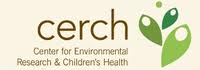 cerch
Center for Environmental
Research & Children's Health